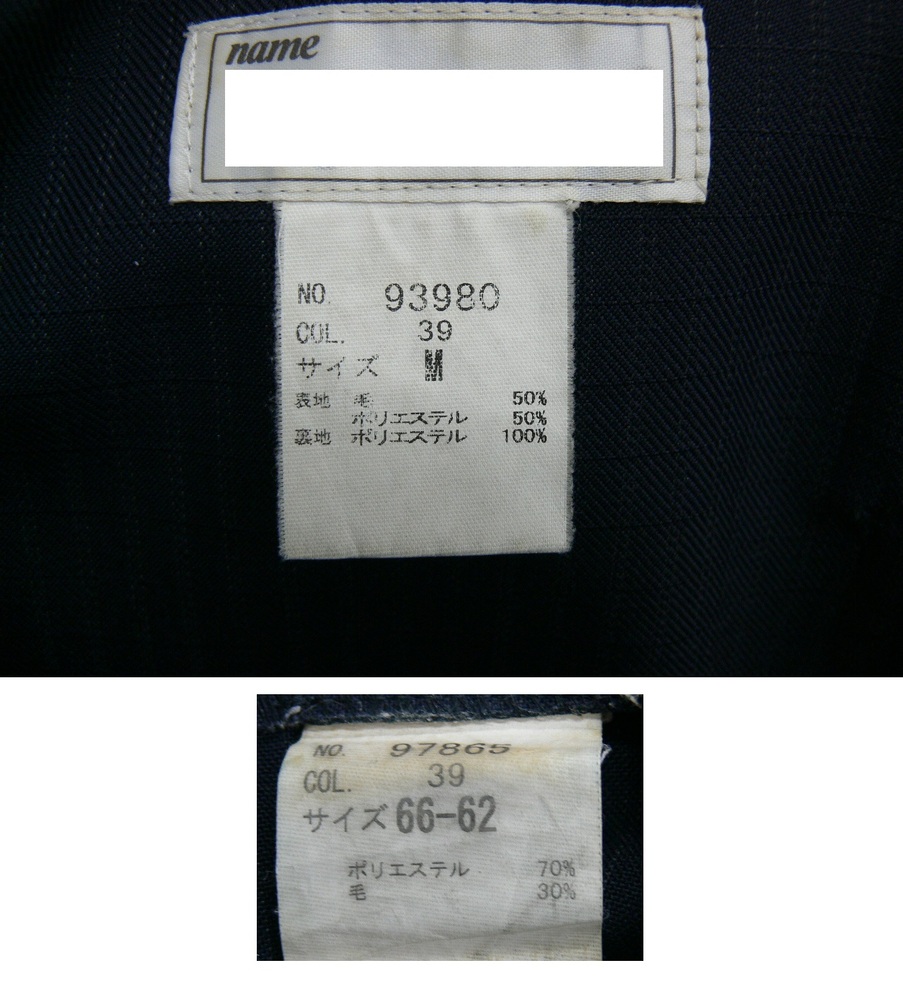 name
NO. 93980
COL. 39
サイズ M
表地 毛 50%
ポリエステル 50%
裏地 ポリエステル 100%
NO. 97865
COL. 39
サイズ 66-62
ポリエステル 70%
毛 30%